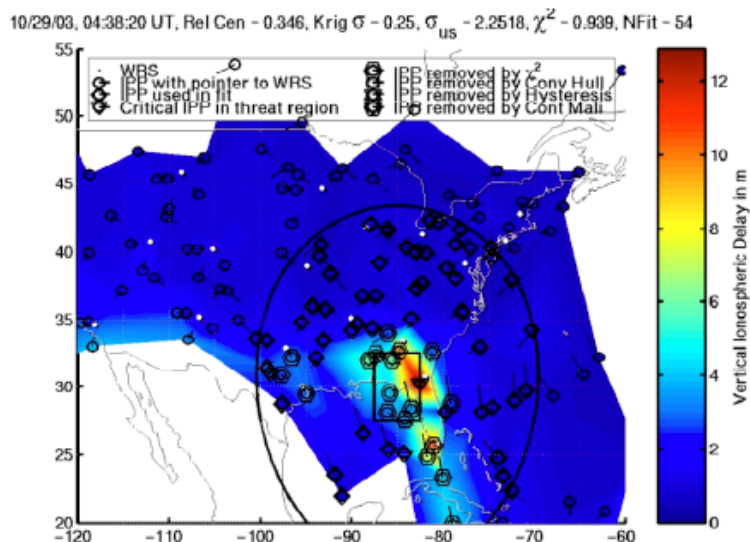 10/29/03, 04:38:20 UT, Rel Cen - 0.346, Krig σ - 0.25, σus - 2.2518, χ² - 0.939, NFit - 54
WRS
IPP with pointer to WRS
IPP used in fit
Critical IPP in threat region
IPP removed by χ²
IPP removed by Conv Hull
IPP removed by Hysteresis
IPP removed by Cont Mall
55
50
45
40
35
30
25
20
-120
-110
-100
-90
-80
-70
-60
12
10
8
6
4
2
0
Vertical Ionospheric Delay in m